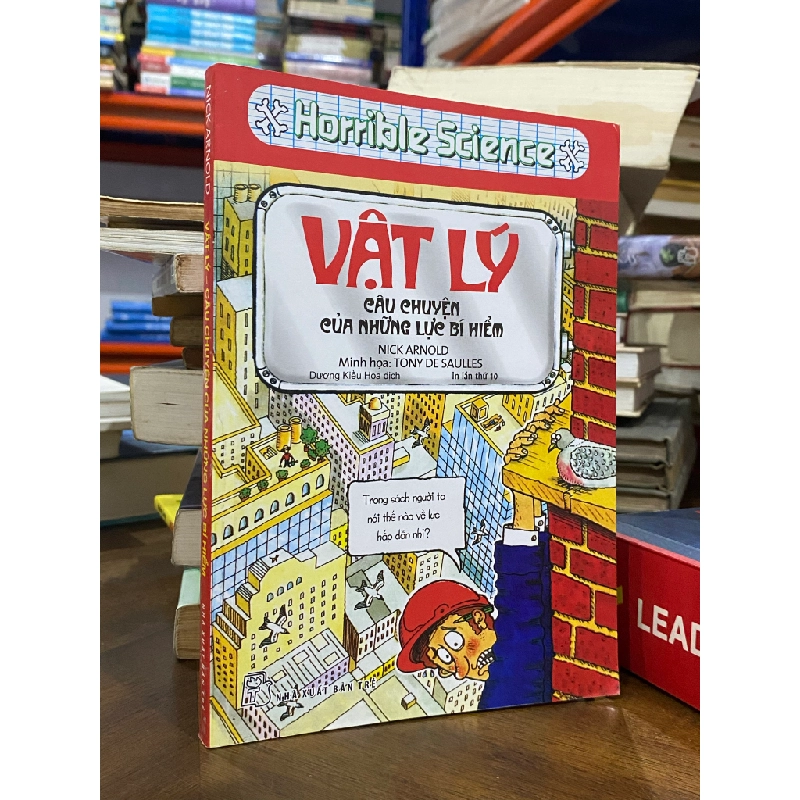 Horrible Science
VẬT LÝ
CÂU CHUYỆN
CỦA NHỮNG LỰC BÍ HIỂM
NICK ARNOLD
Minh họa: TONY DE SAULLES
Dương Kiều Hoa dịch In lần thứ 10
Trong sách người ta
nói thế nào về lực
hấp dẫn nhỉ?
NHÀ XUẤT BẢN TRẺ
NICK ARNOLD VẬT LÝ - CÂU CHUYỆN CỦA NHỮNG LỰC BÍ HIỂM
LEAD